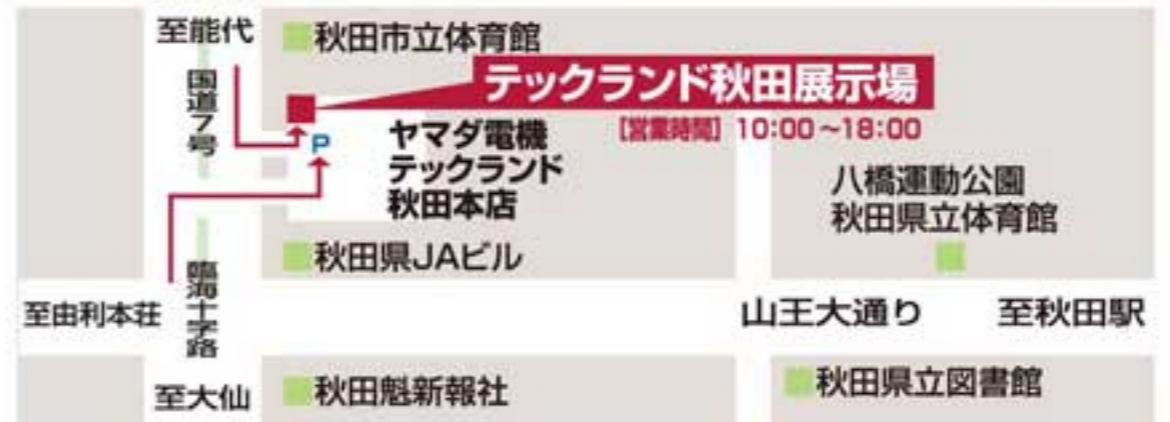 至能代
国道7号
秋田市立体育館
テックランド秋田展示場
【営業時間】10:00~18:00
P
ヤマダ電機
テックランド
秋田本店
八橋運動公園
秋田県立体育館
秋田県JAビル
臨海十字路
至由利本荘
山王大通り
至秋田駅
至大仙
秋田魁新報社
秋田県立図書館